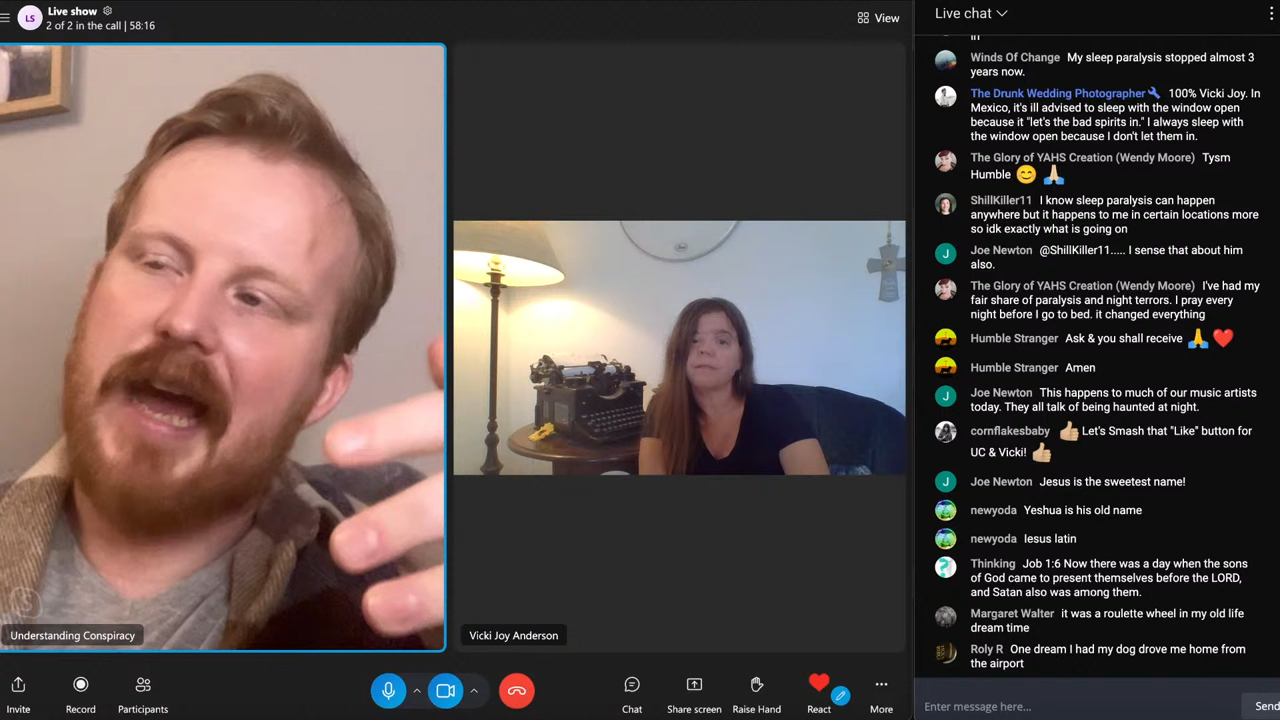 LS
Live show
2 of 2 in the call | 58:16
View
Understanding Conspiracy
Vicki Joy Anderson
Invite
Record
Participants
Chat
Share screen
Raise Hand
React
More
Live chat
in
Winds Of Change My sleep paralysis stopped almost 3
years now.
The Drunk Wedding Photographer 100% Vicki Joy. In
Mexico, it's ill advised to sleep with the window open
because it "let's the bad spirits in." I always sleep with
the window open because I don't let them in.
The Glory of YAHS Creation (Wendy Moore) Tysm
Humble 😊 🙏
ShillKiller11 I know sleep paralysis can happen
anywhere but it happens to me in certain locations more
so idk exactly what is going on
J
Joe Newton @ShillKiller11..... I sense that about him
also.
The Glory of YAHS Creation (Wendy Moore) I've had my
fair share of paralysis and night terrors. I pray every
night before I go to bed. it changed everything
Humble Stranger Ask & you shall receive 🙏 ❤️
Humble Stranger Amen
J
Joe Newton This happens to much of our music artists
today. They all talk of being haunted at night.
cornflakesbaby 👍 Let's Smash that "Like" button for
UC & Vicki! 👍
J
Joe Newton Jesus is the sweetest name!
newyoda Yeshua is his old name
newyoda Iesus latin
Thinking Job 1:6 Now there was a day when the sons
of God came to present themselves before the LORD,
and Satan also was among them.
Margaret Walter it was a roulette wheel in my old life
dream time
Roly R One dream I had my dog drove me home from
the airport
Enter message here...
Send